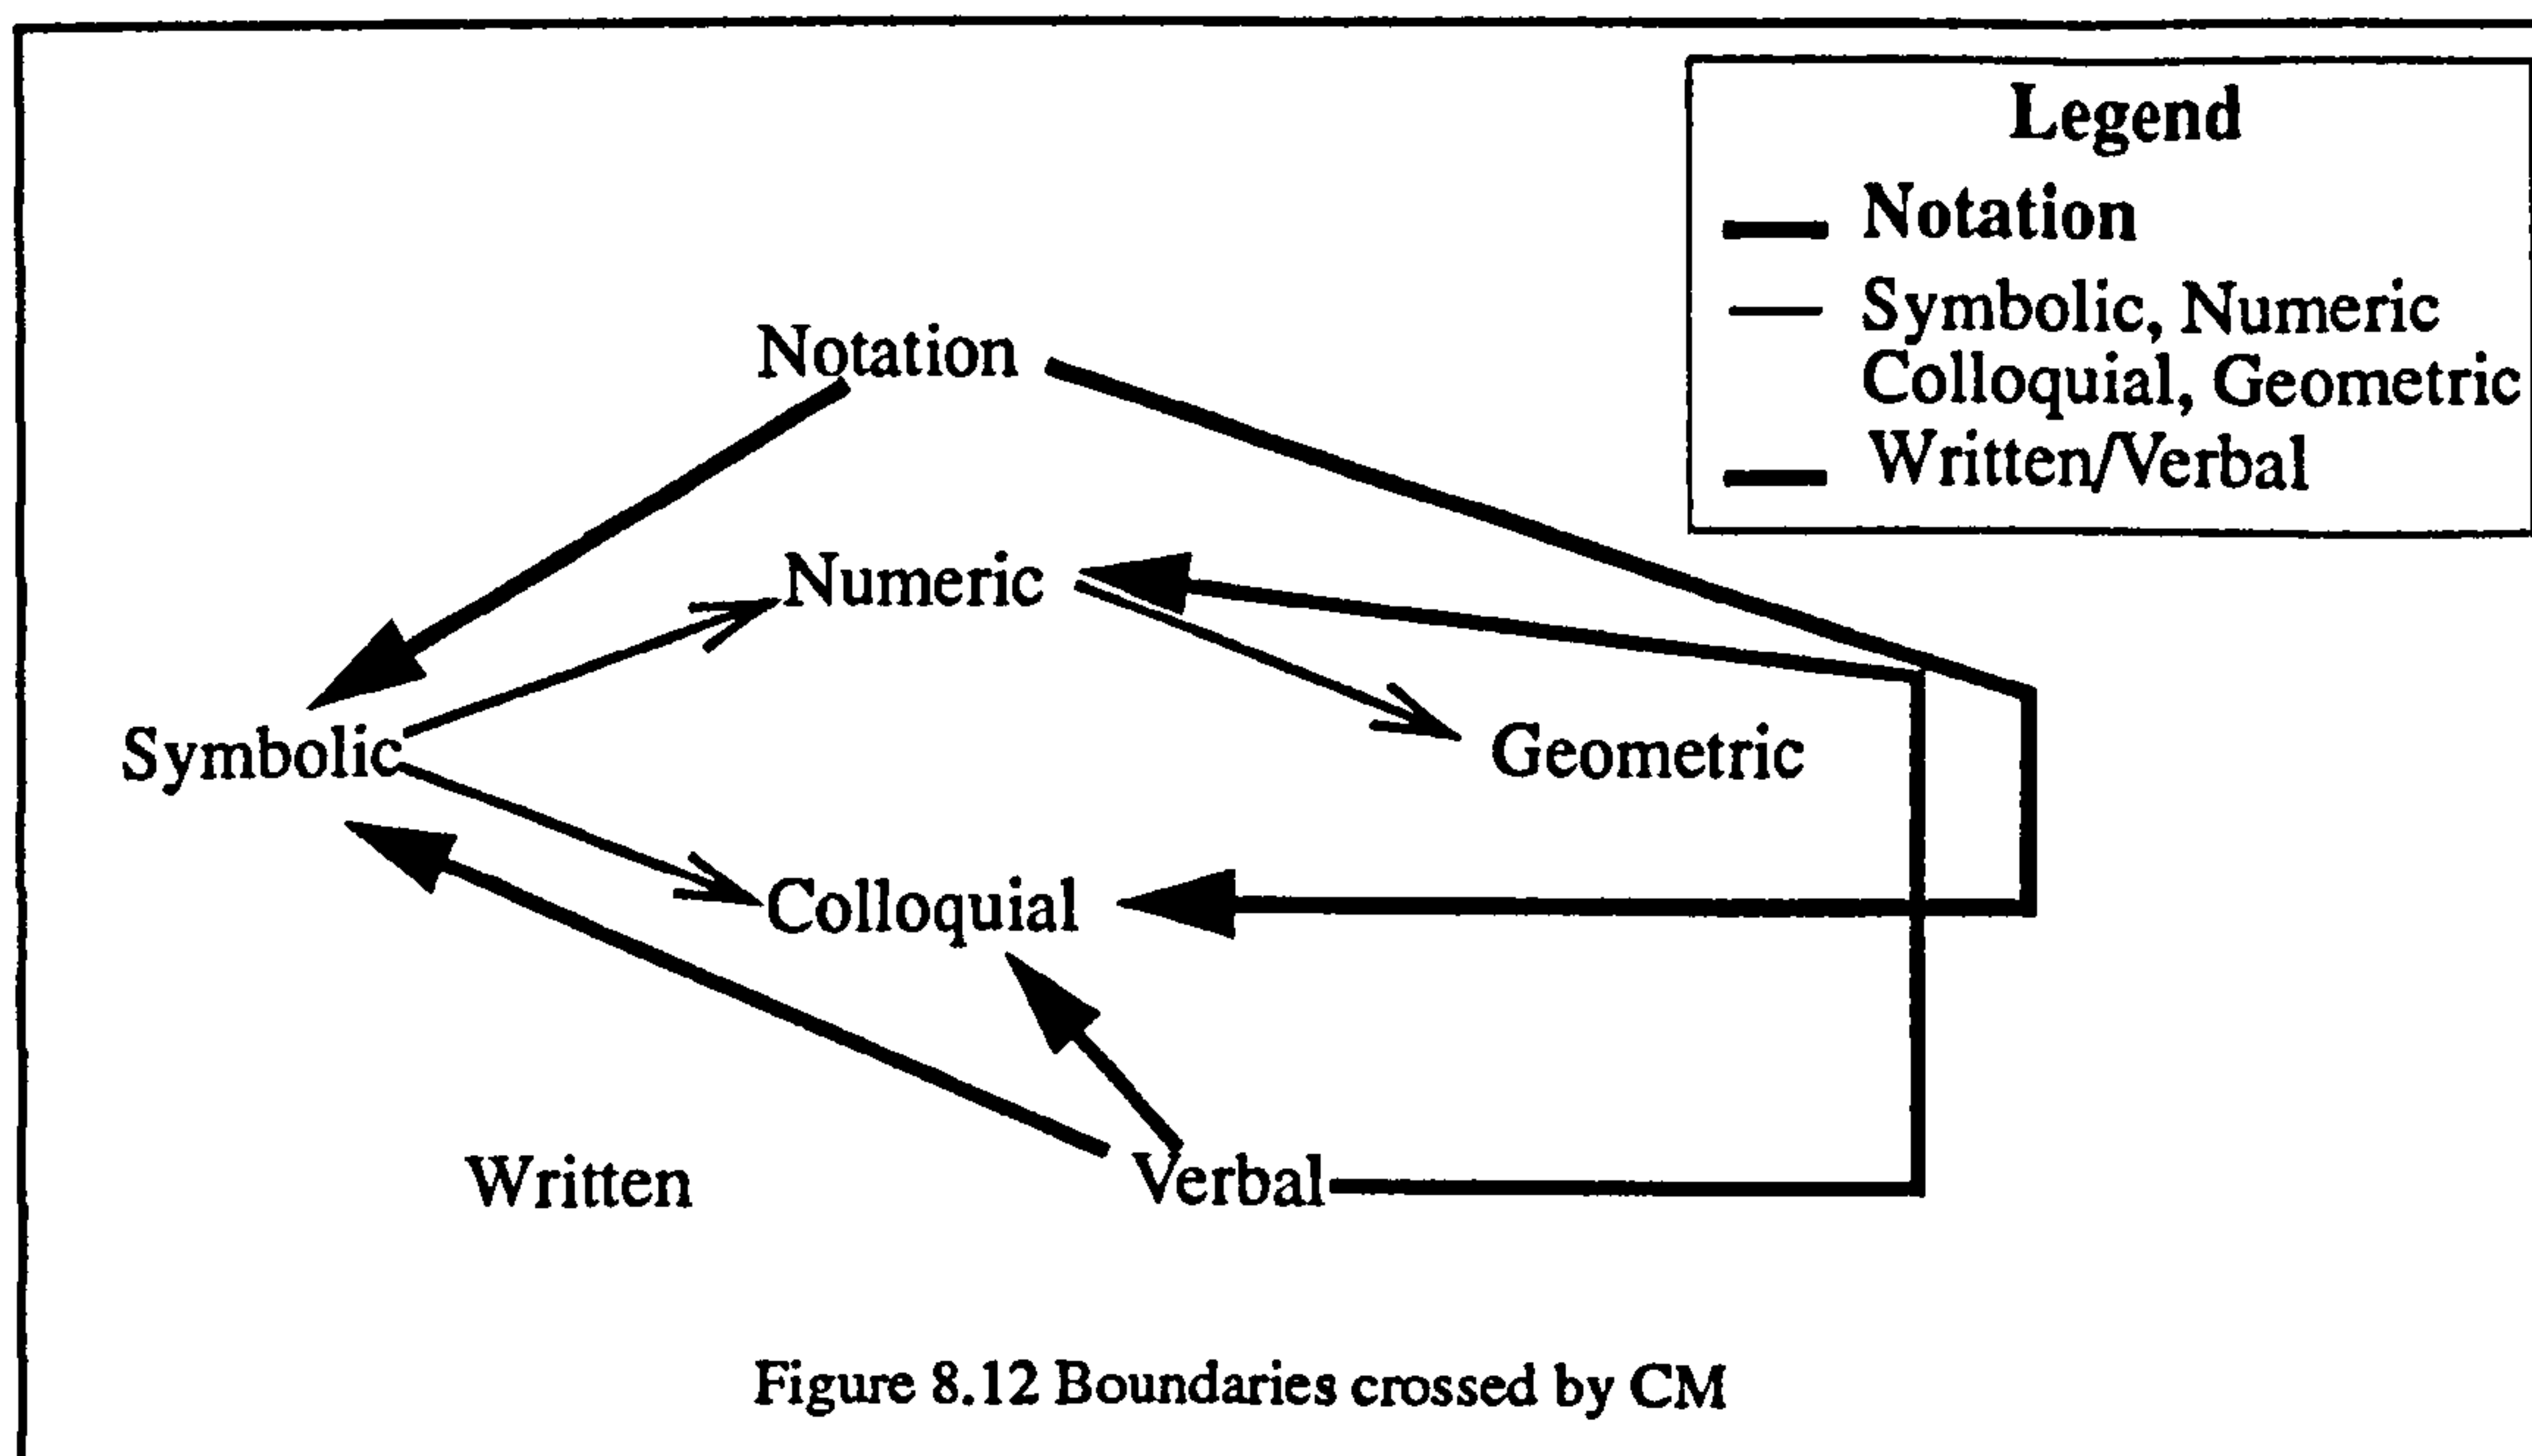 Legend
Notation
Symbolic, Numeric
Colloquial, Geometric
Written/Verbal
Notation
Numeric
Symbolic
Geometric
Colloquial
Written
Verbal
Figure 8.12 Boundaries crossed by CM